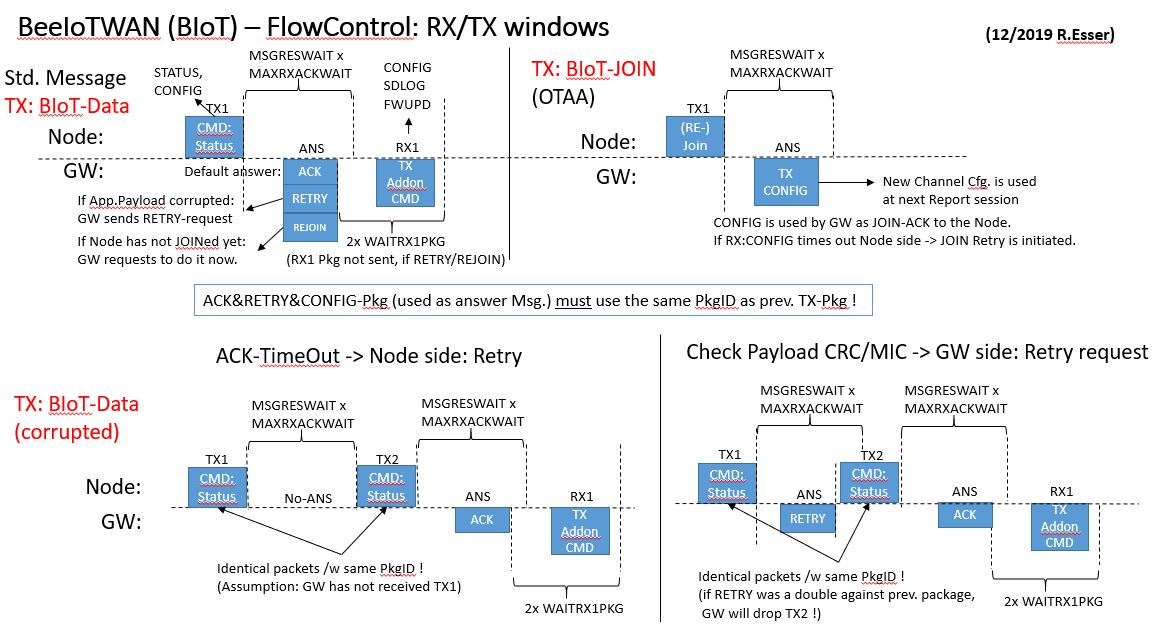 BeeIoTWAN (BIoT) – FlowControl: RX/TX windows
(12/2019 R.Esser)
Std. Message
TX: BIoT-Data
STATUS,
CONFIG
MSGRESWAIT x
MAXRXACKWAIT
CONFIG
SDLOG
FWUPD
TX1
CMD:
Status
Node:
ANS
RX1
GW:
Default answer:
ACK
RETRY
REJOIN
TX
Addon
CMD
If App.Payload corrupted:
GW sends RETRY-request
If Node has not JOINed yet:
GW requests to do it now.
2x WAITRX1PKG
(RX1 Pkg not sent, if RETRY/REJOIN)
TX: BIoT-JOIN
(OTAA)
MSGRESWAIT x
MAXRXACKWAIT
TX1
(RE-)
Join
Node:
ANS
GW:
TX
CONFIG
New Channel Cfg. is used
at next Report session
CONFIG is used by GW as JOIN-ACK to the Node.
If RX:CONFIG times out Node side -> JOIN Retry is initiated.
ACK&RETRY&CONFIG-Pkg (used as answer Msg.) must use the same PkgID as prev. TX-Pkg !
ACK-TimeOut -> Node side: Retry
TX: BIoT-Data
(corrupted)
MSGRESWAIT x
MAXRXACKWAIT
MSGRESWAIT x
MAXRXACKWAIT
TX1
CMD:
Status
TX2
CMD:
Status
Node:
No-ANS
ANS
RX1
GW:
ACK
TX
Addon
CMD
Identical packets /w same PkgID !
(Assumption: GW has not received TX1)
2x WAITRX1PKG
Check Payload CRC/MIC -> GW side: Retry request
MSGRESWAIT x
MAXRXACKWAIT
MSGRESWAIT x
MAXRXACKWAIT
TX1
CMD:
Status
TX2
CMD:
Status
ANS
RETRY
ANS
ACK
RX1
TX
Addon
CMD
Identical packets /w same PkgID !
(if RETRY was a double against prev. package,
GW will drop TX2 !)
2x WAITRX1PKG